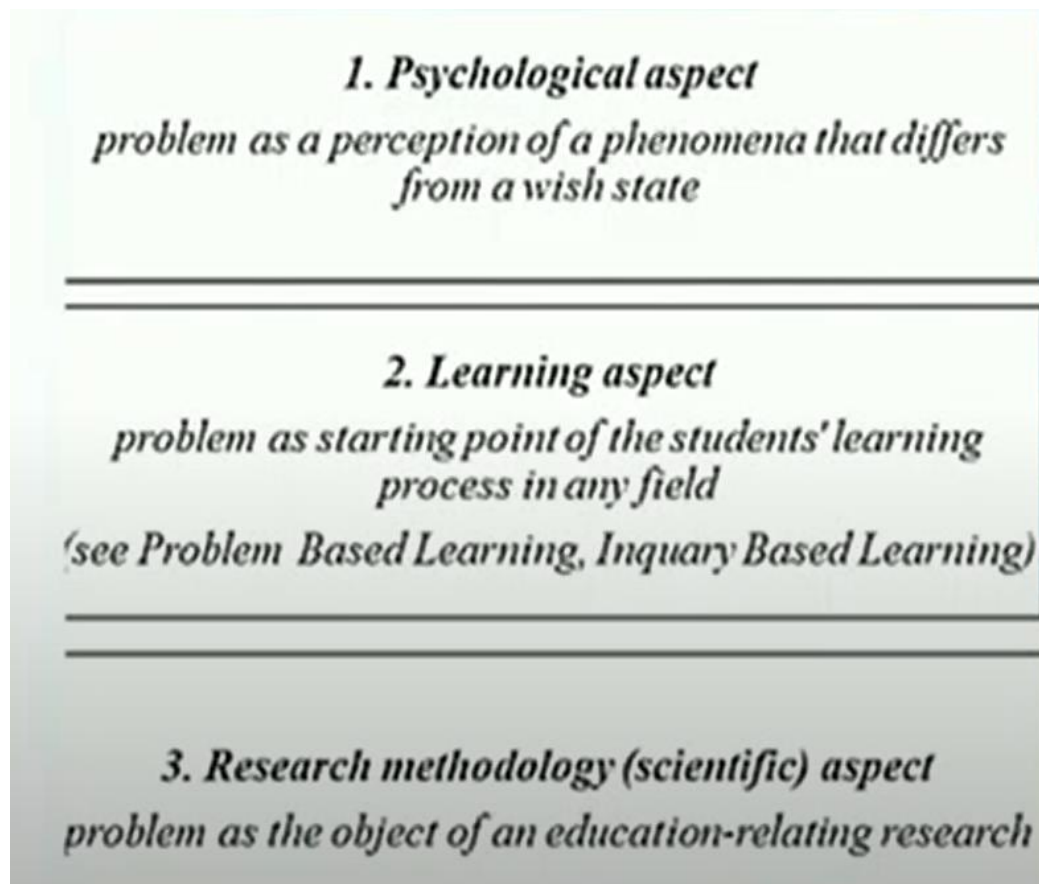 1. Psychological aspect
problem as a perception of a phenomena that differs
from a wish state
2. Learning aspect
problem as starting point of the students' learning
process in any field
(see Problem Based Learning, Inquary Based Learning)
3. Research methodology (scientific) aspect
problem as the object of an education-relating research